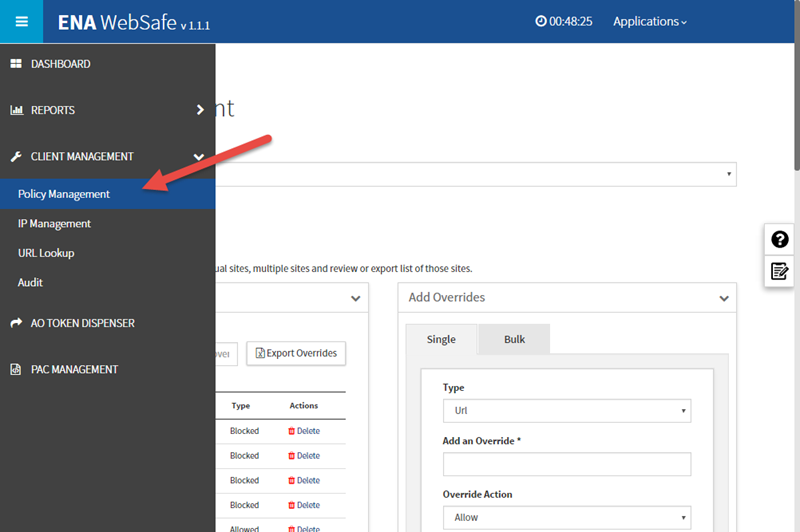 ENA WebSafe v 1.1.1
00:48:25
Applications
DASHBOARD
REPORTS
CLIENT MANAGEMENT
Policy Management
IP Management
URL Lookup
Audit
AO TOKEN DISPENSER
PAC MANAGEMENT
nt
ual sites, multiple sites and review or export list of those sites.
over
Export Overrides
Type Actions
Blocked Delete
Blocked Delete
Blocked Delete
Blocked Delete
Allowed Delete
Add Overrides
Single Bulk
Type
Url
Add an Override *
Override Action
Allow